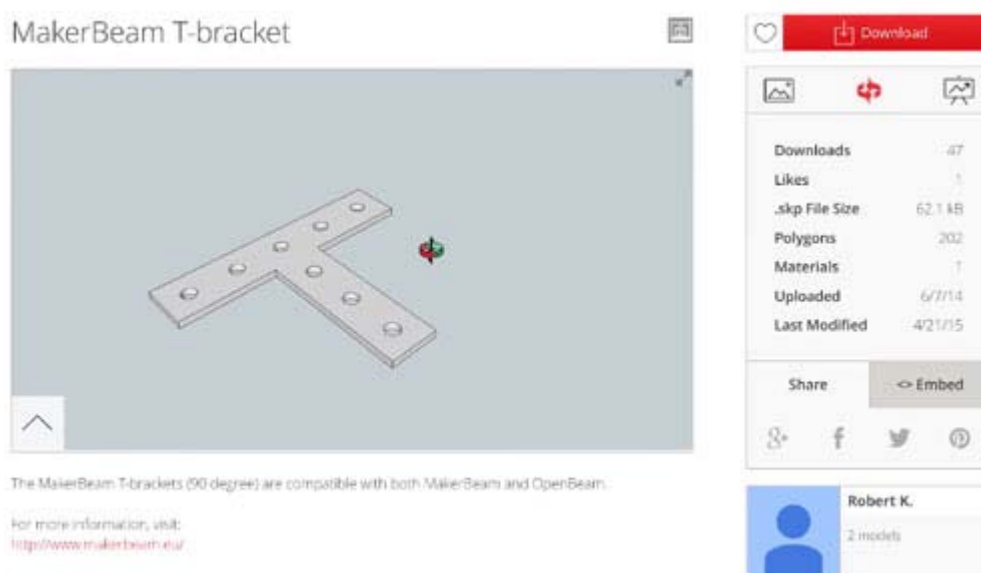 MakerBeam T-bracket
The MakerBeam T-brackets (90 degree) are compatible with both MakerBeam and OpenBeam.
For more information, visit:
http://www.makerbeam.eu/
Download
Downloads 47
Likes 1
.skp File Size 62.1 kB
Polygons 202
Materials 1
Uploaded 6/7/14
Last Modified 4/21/15
Share <> Embed
Robert K.
2 models